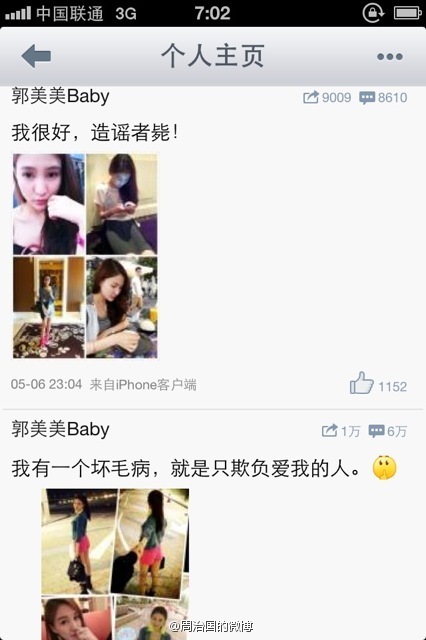 中国联通 3G 7:02
个人主页
郭美美Baby 9009 8610
我很好，造谣者毙！
05-06 23:04 来自iPhone客户端 1152
郭美美Baby 1万 6万
我有一个坏毛病，就是只欺负爱我的人。
@周治国的微博